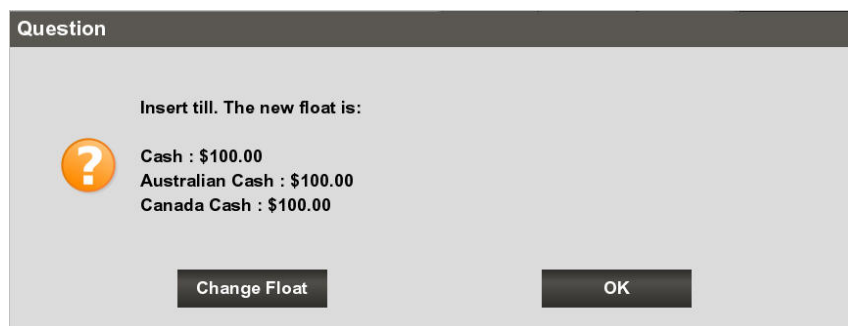 Question
Insert till. The new float is:
Cash : $100.00
Australian Cash : $100.00
Canada Cash : $100.00
Change Float
OK